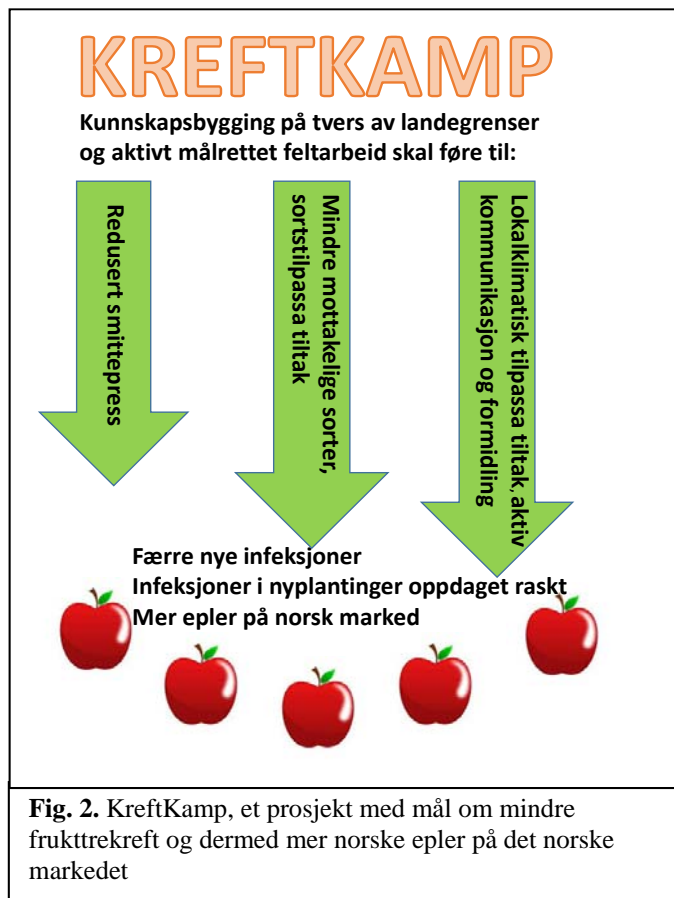 KREFTKAMP
Kunnskapsbygging på tvers av landegrenser
og aktivt målrettet feltarbeid skal føre til:
Redusert smittepress
Mindre mottakelige sorter,
sortstilpassa tiltak
Lokalklimatisk tilpassa tiltak, aktiv
kommunikasjon og formidling
Færre nye infeksjoner
Infeksjoner i nyplantinger oppdaget raskt
Mer epler på norsk marked
Fig. 2. KreftKamp, et prosjekt med mål om mindre
frukttrekreft og dermed mer norske epler på det norske
markedet